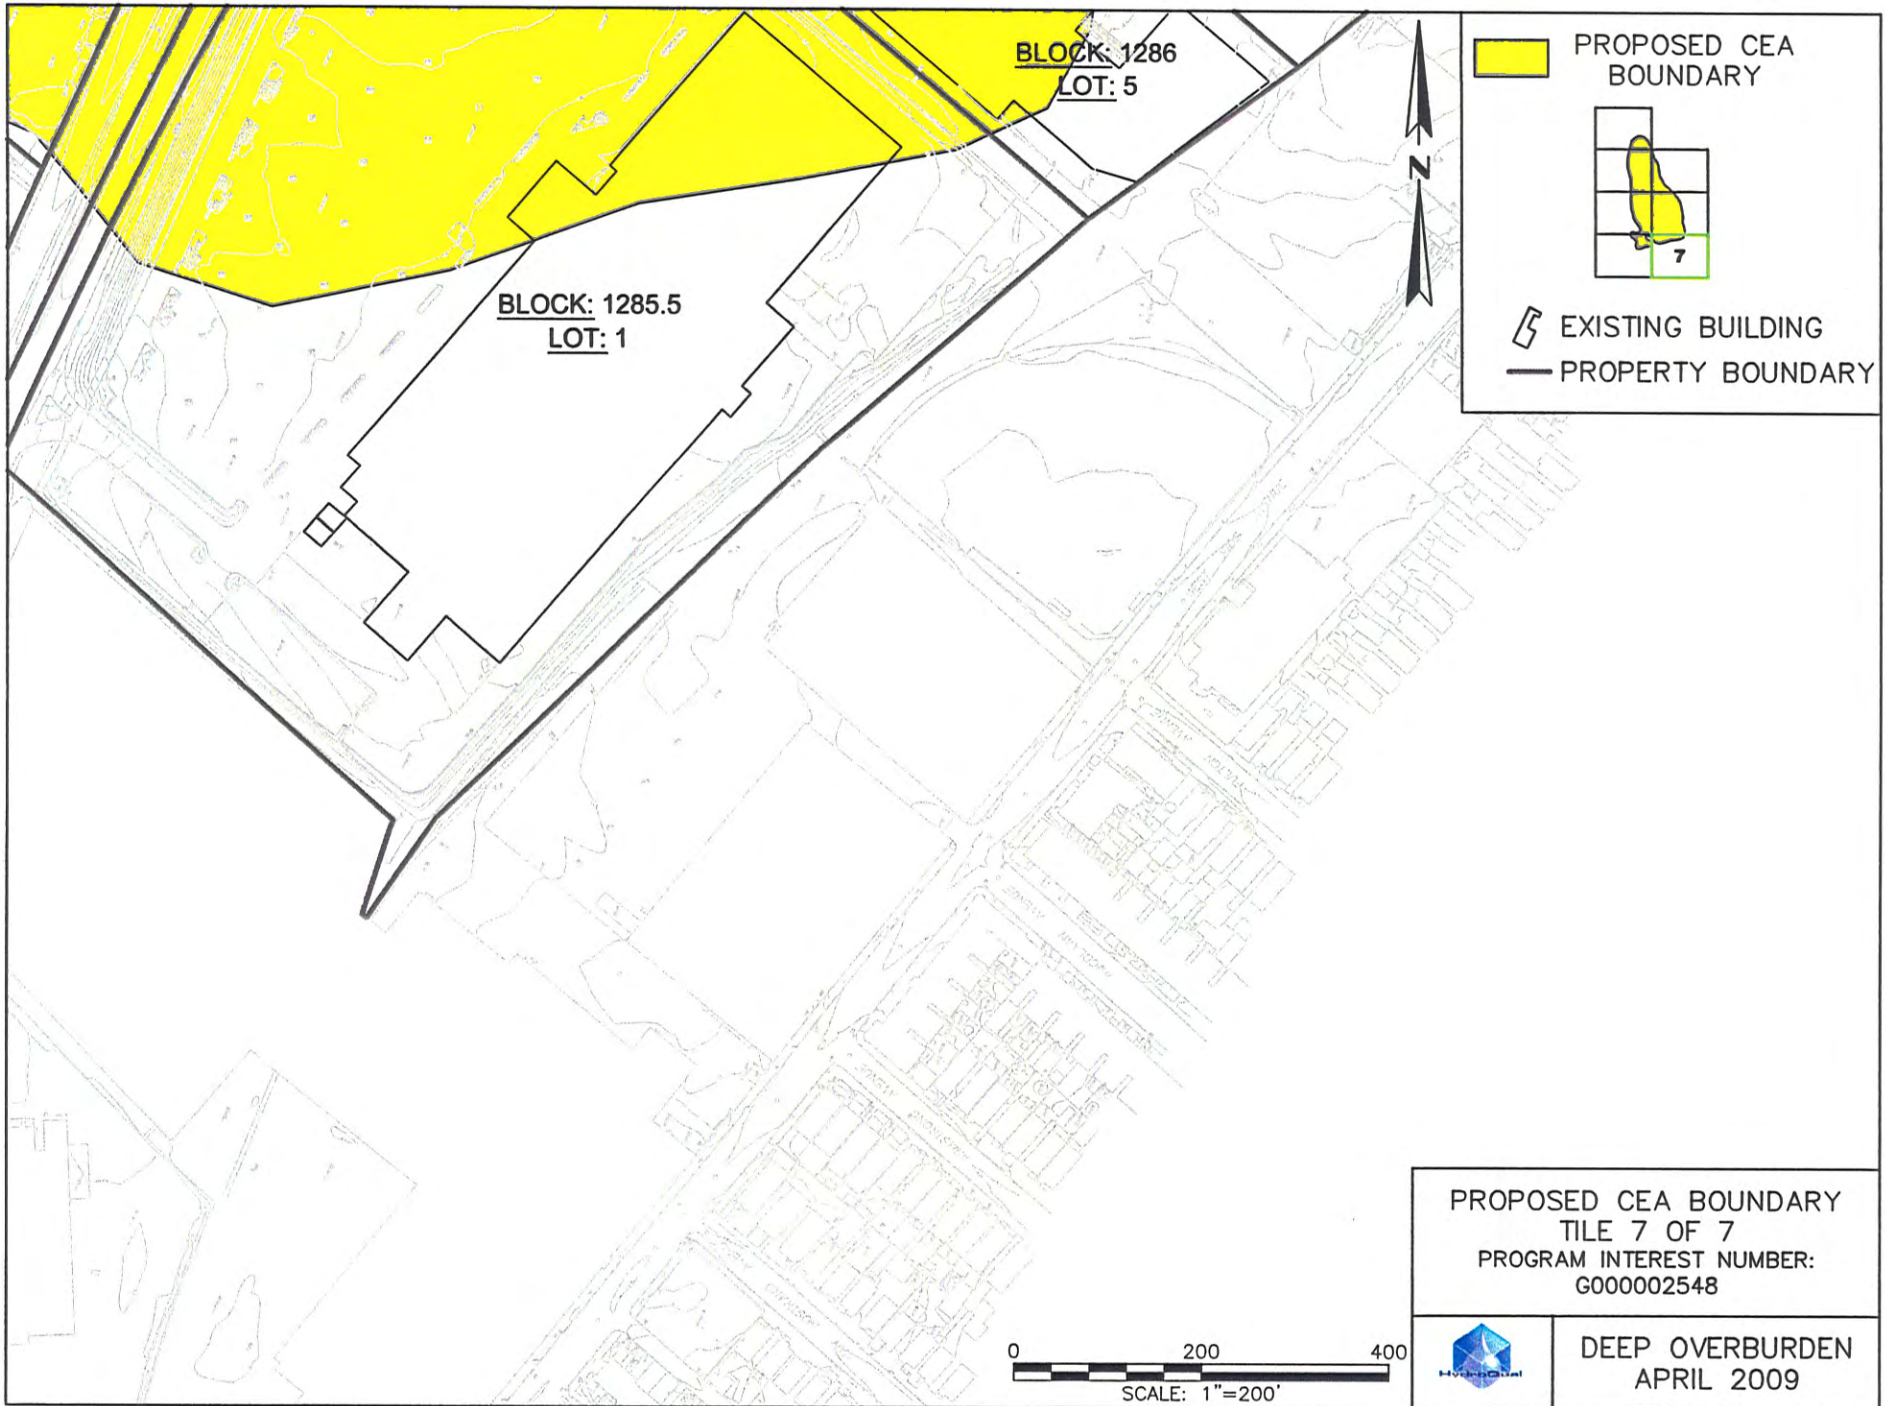 BLOCK: 1286
LOT: 5
BLOCK: 1285.5
LOT: 1
N
PROPOSED CEA
BOUNDARY
7
EXISTING BUILDING
PROPERTY BOUNDARY
0 200 400
SCALE: 1"=200'
PROPOSED CEA BOUNDARY
TILE 7 OF 7
PROGRAM INTEREST NUMBER:
G000002548
HydroQual
DEEP OVERBURDEN
APRIL 2009